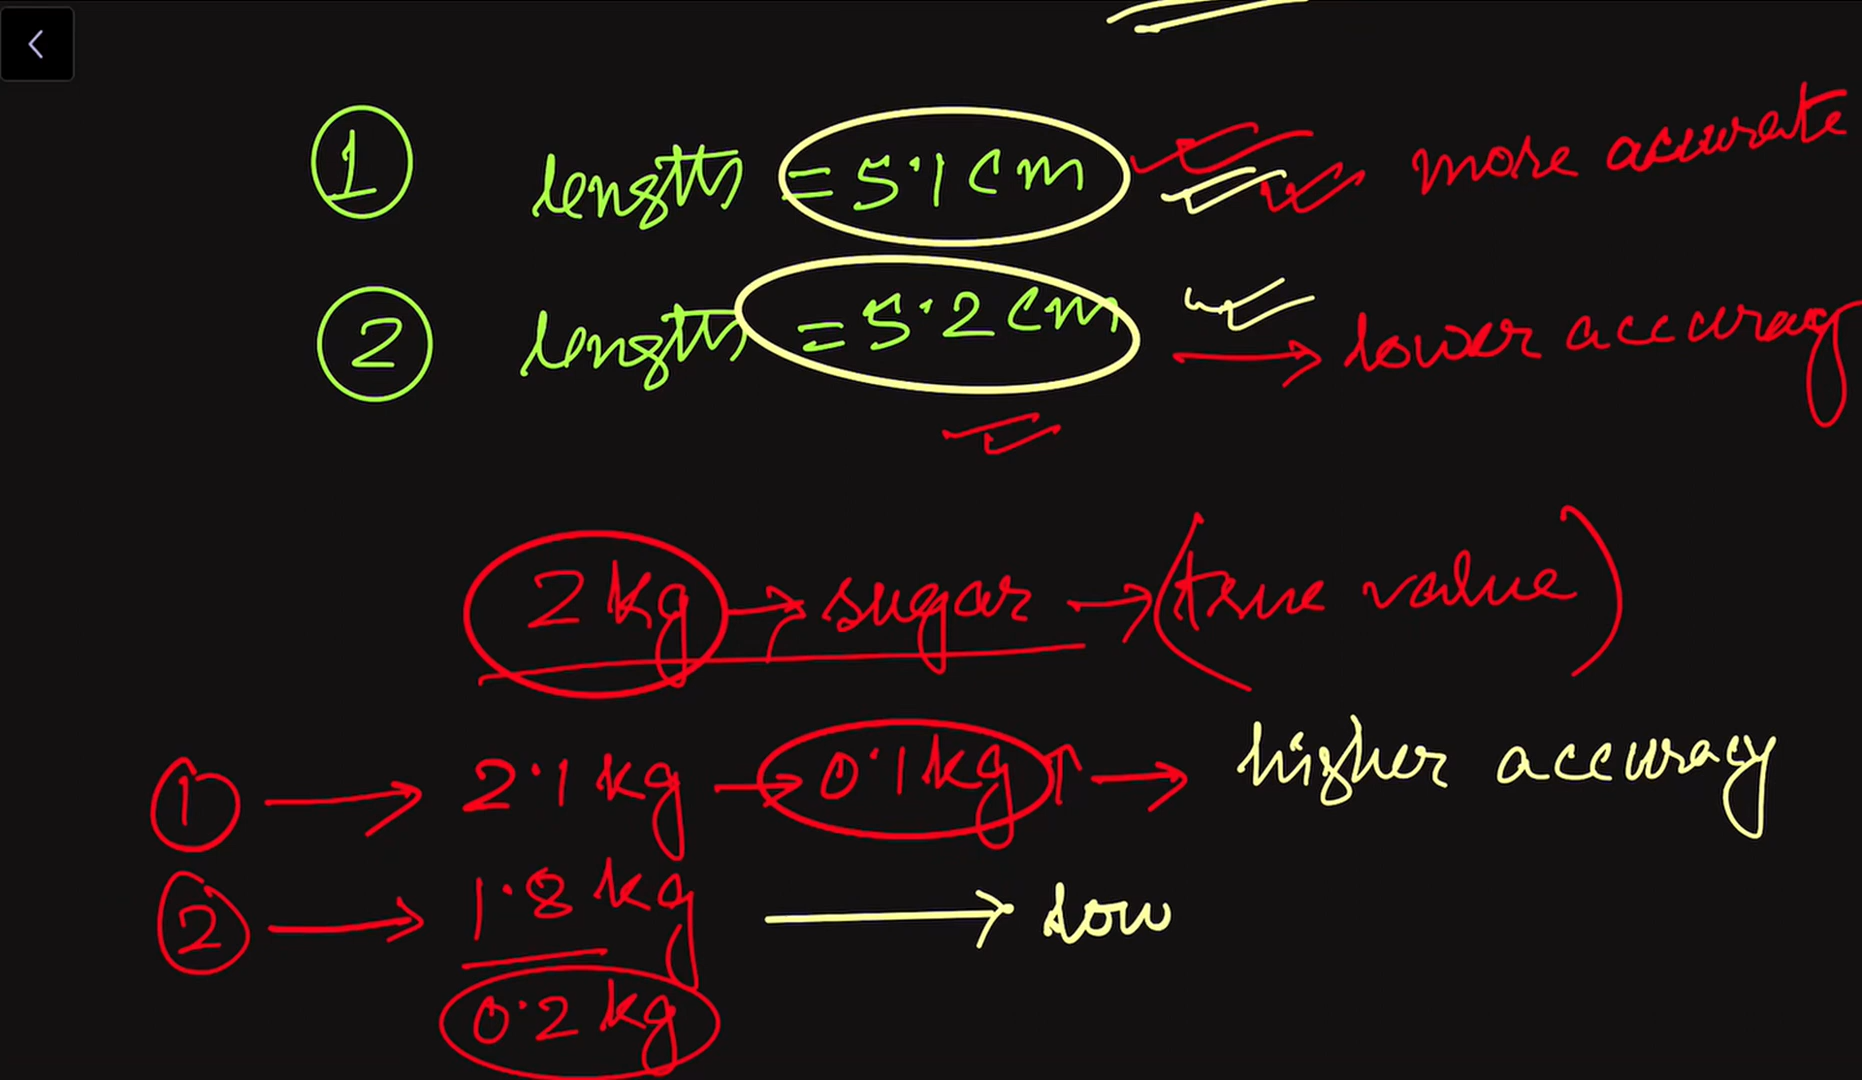 ① length = 5.1 cm more accurate
② length = 5.2 cm → lower accuracy
2 kg → sugar → (true value)
① → 2.1 kg → 0.1 kg ↑ → higher accuracy
② → 1.8 kg → low
0.2 kg